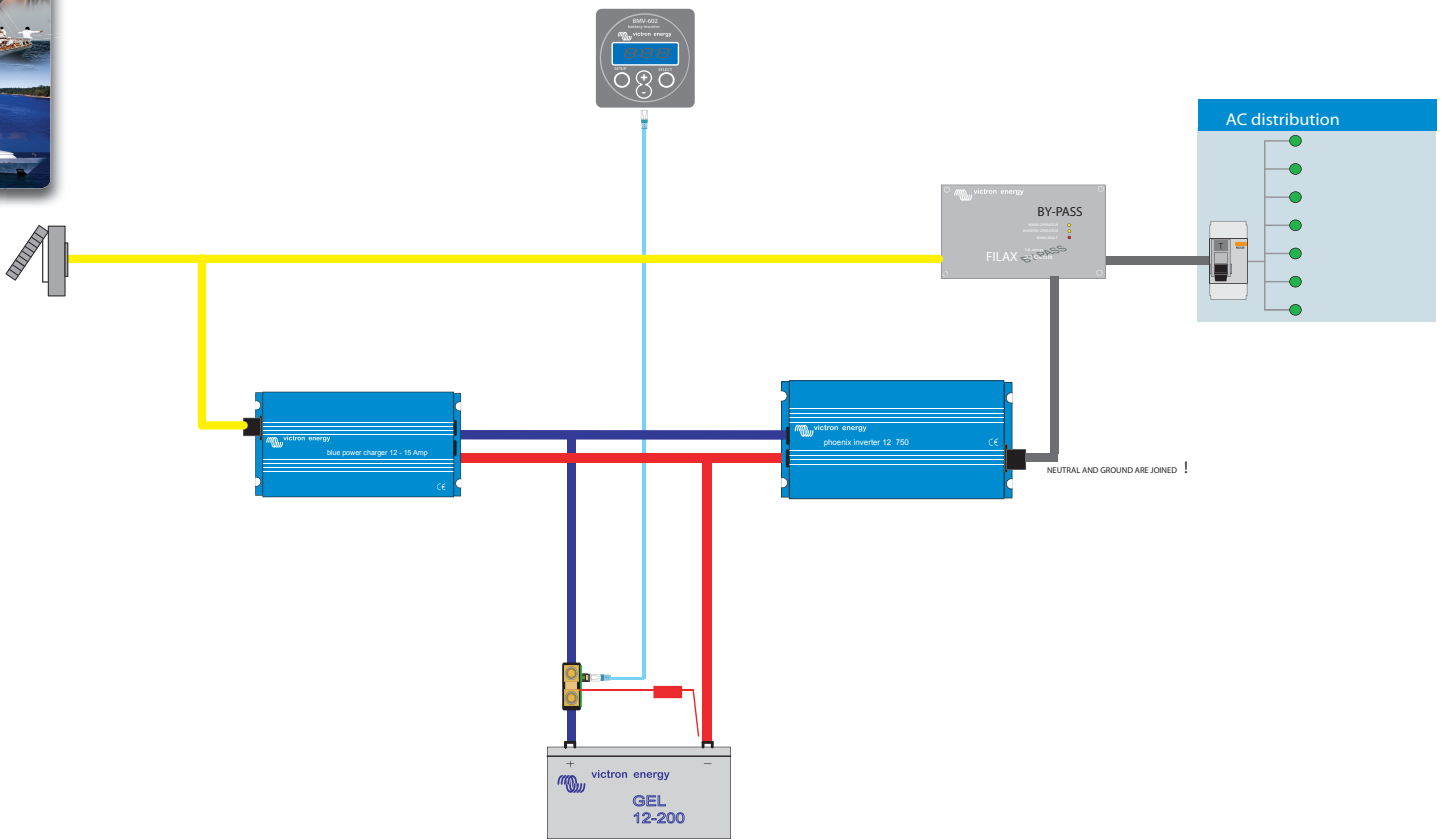 BMV-602
battery monitor
victron energy
SETUP
SELECT
AC distribution
victron energy
BY-PASS
FILAX
victron energy
blue power charger 12 - 15 Amp
CE
victron energy
phoenix inverter 12 750
CE
NEUTRAL AND GROUND ARE JOINED !
+ −
victron energy
GEL
12-200